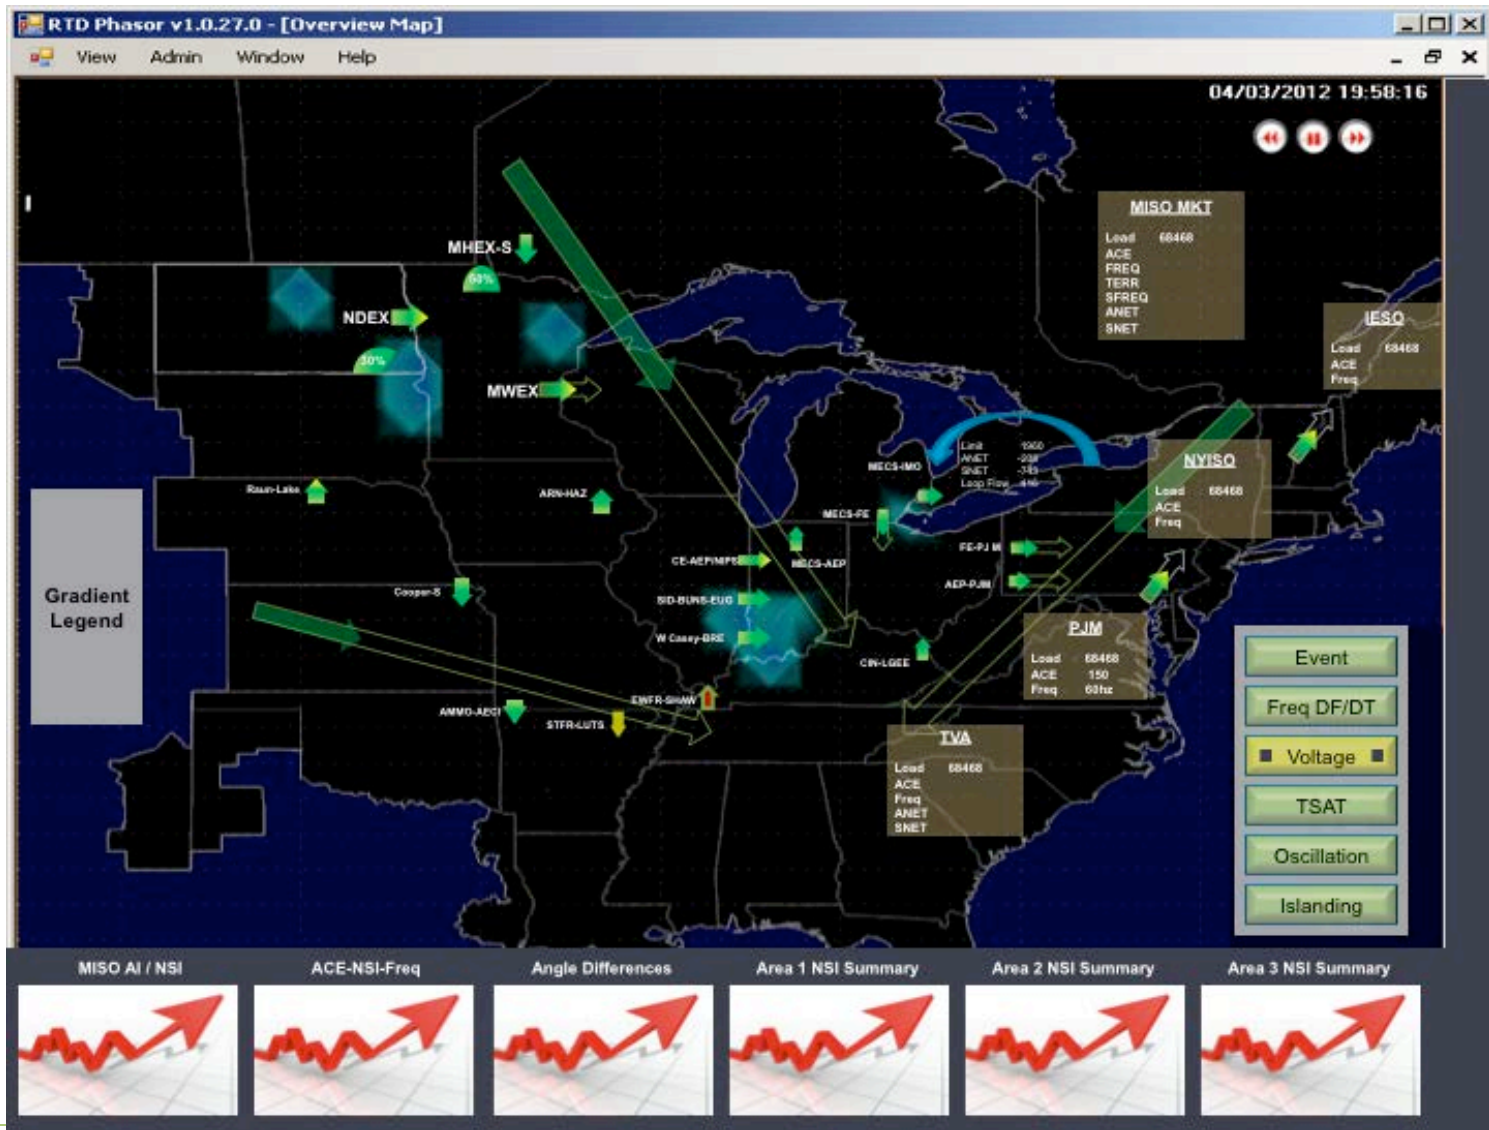 RTD Phasor v1.0.27.0 - [Overview Map]
View Admin Window Help
04/03/2012 19:58:16
MISO MKT
Load 68468
ACE
FREQ
TERR
SFREQ
ANET
SNET
MHEX-S
50%
NDEX
30%
MWEX
IESO
Load 68468
ACE
Freq
Limit 1960
ANET
SNET
Loop Flow
MECS-IMO
NYISO
Load 68468
ACE
Freq
Raun-Lake
ARN-HAZ
MECS-FE
FE-PJM
CE-AEP/NIPS
MECS-AEP
AEP-PJM
Gradient
Legend
Cooper-S
SID-BUNS-EUG
W Casey-BRE
CIN-LGEE
PJM
Load 68468
ACE 150
Freq 60hz
EWFR-SHAW
AMMO-AECI
STFR-LUTS
TVA
Load 68468
ACE
Freq
ANET
SNET
Event
Freq DF/DT
Voltage
TSAT
Oscillation
Islanding
MISO AI / NSI
ACE-NSI-Freq
Angle Differences
Area 1 NSI Summary
Area 2 NSI Summary
Area 3 NSI Summary